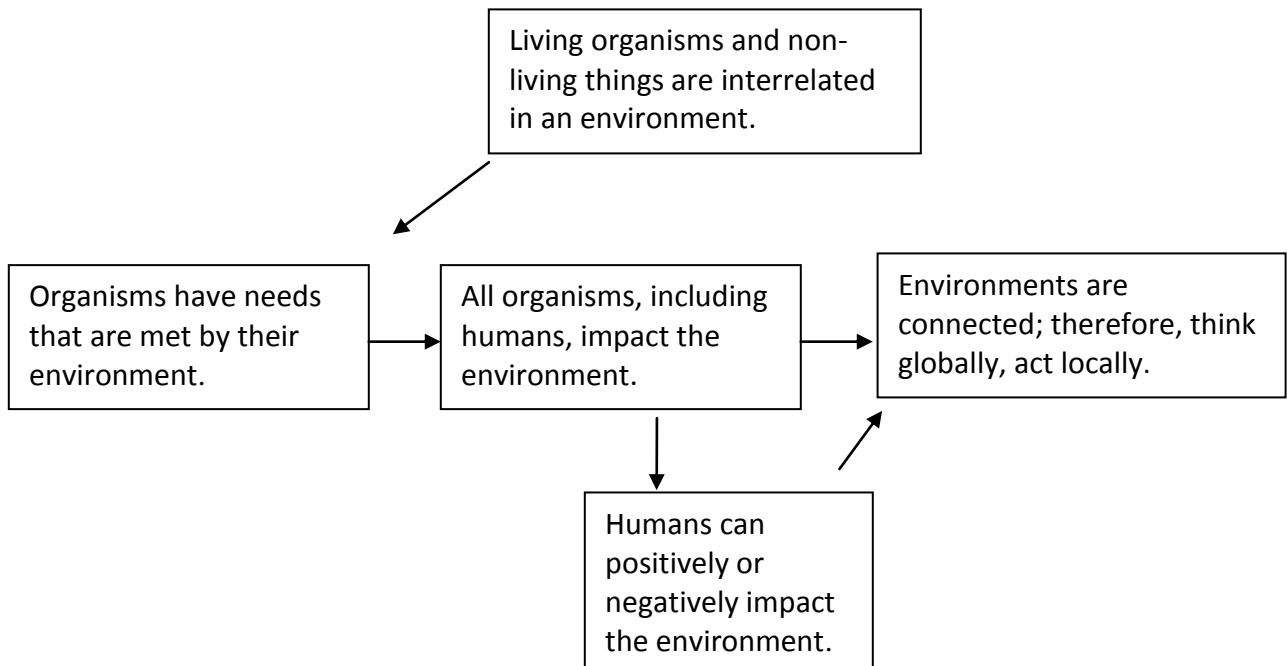 Living organisms and non-
living things are interrelated
in an environment.
Organisms have needs
that are met by their
environment.
All organisms, including
humans, impact the
environment.
Environments are
connected; therefore, think
globally, act locally.
Humans can
positively or
negatively impact
the environment.